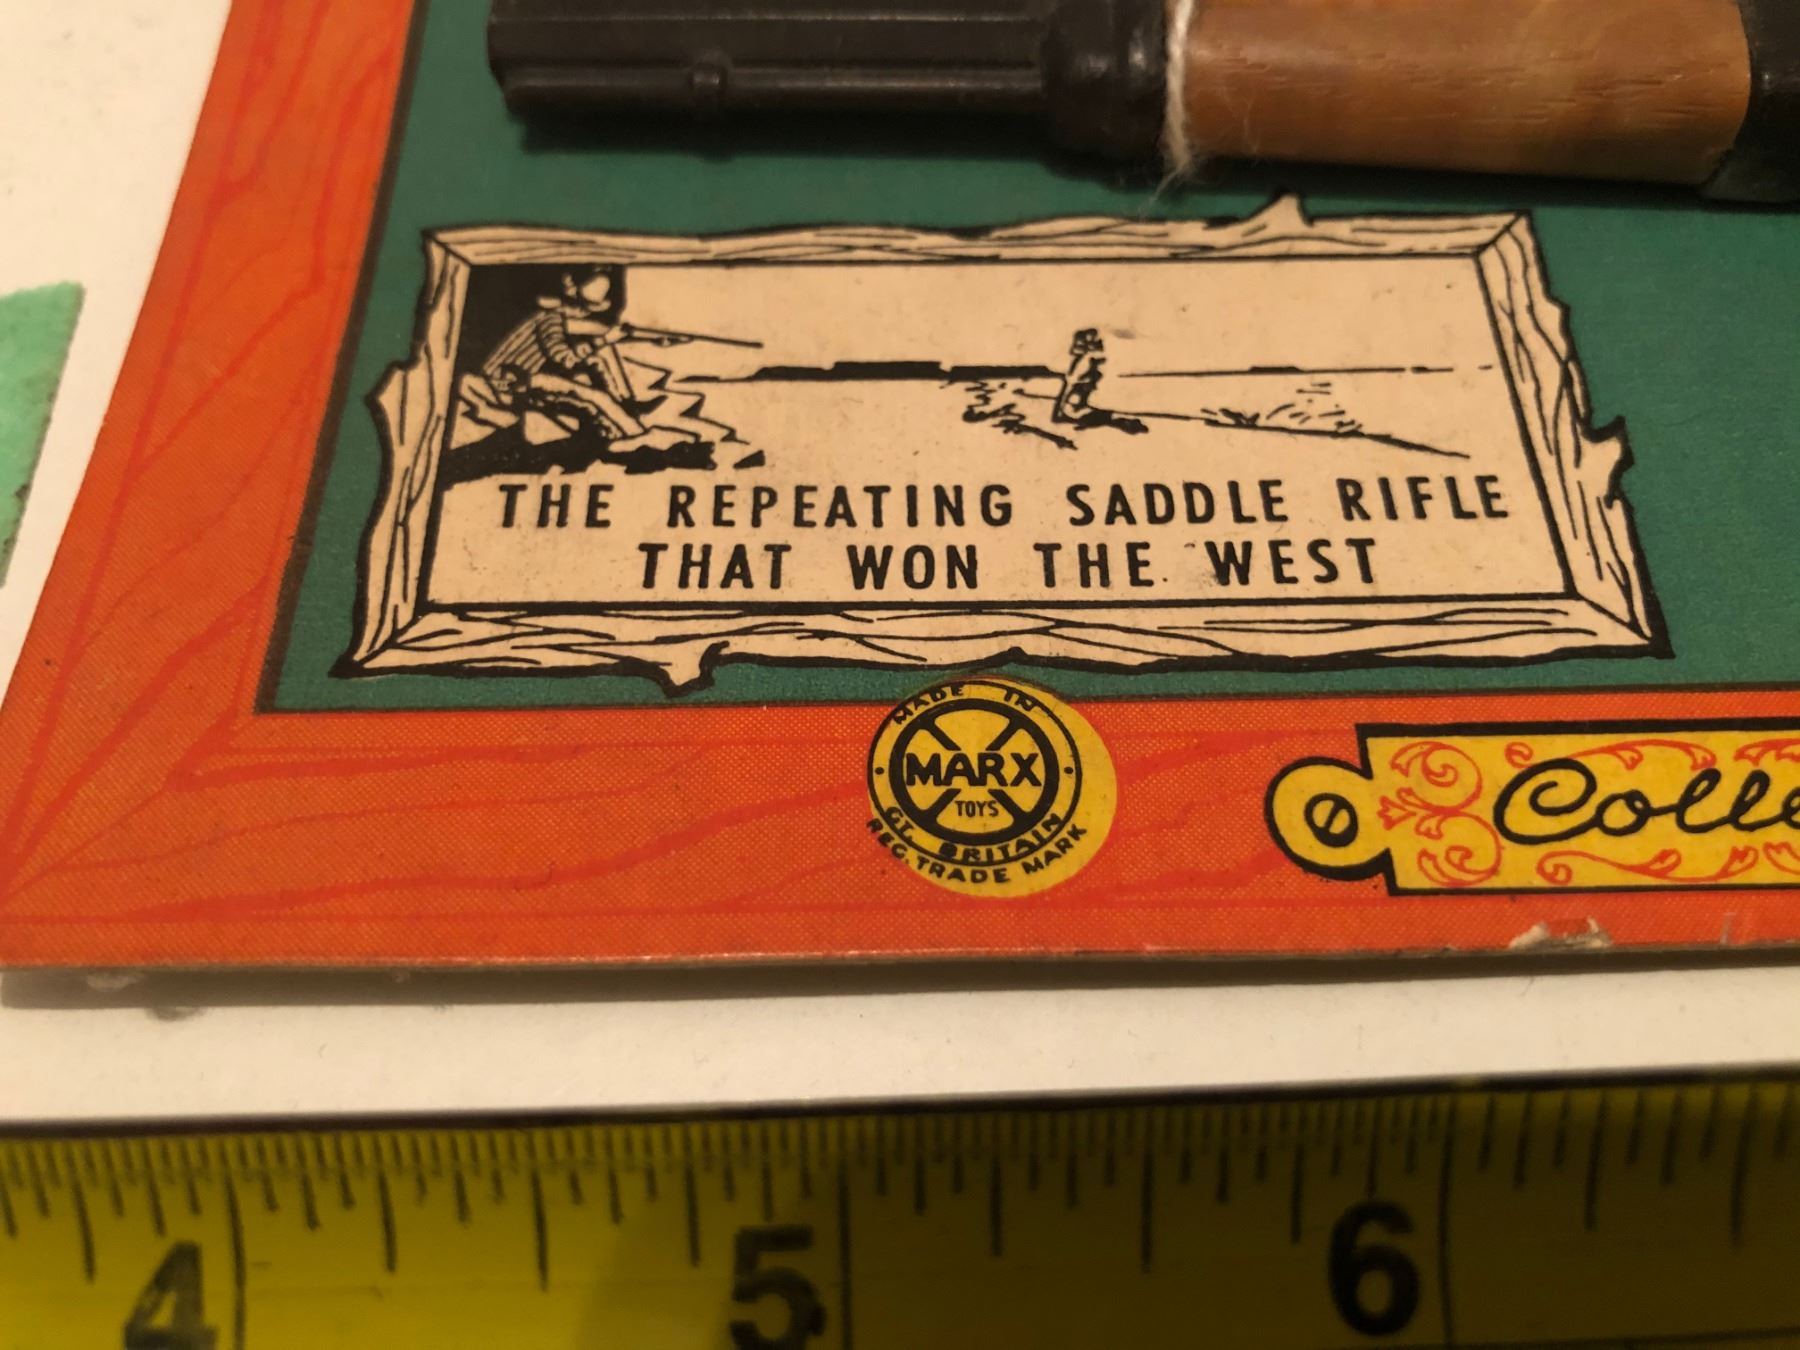 THE REPEATING SADDLE RIFLE
THAT WON THE WEST
MADE IN
MARX
TOYS
GT. BRITAIN
REG. TRADE MARK
Colle
4 5 6